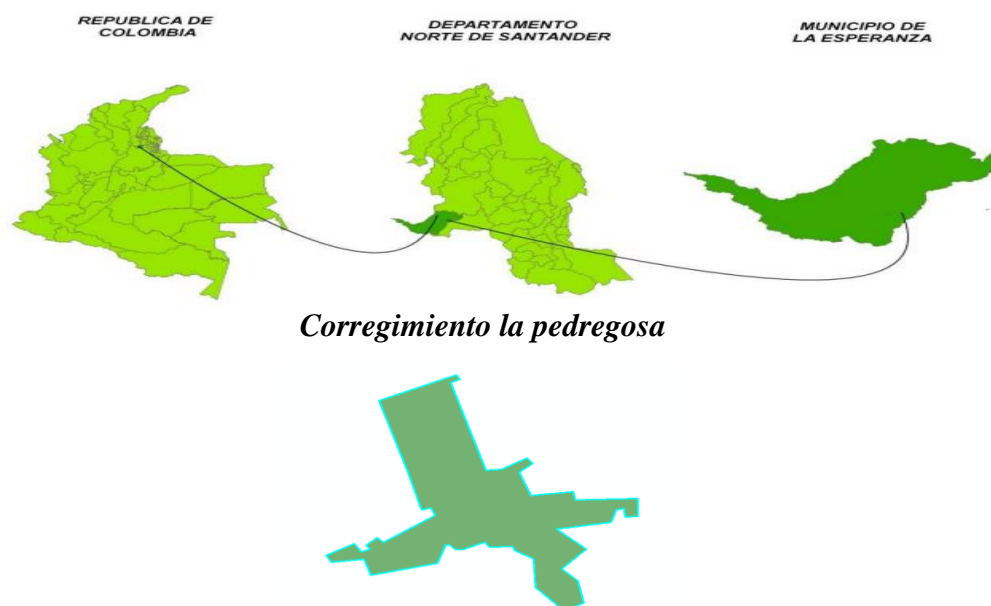 REPUBLICA DE
COLOMBIA
DEPARTAMENTO
NORTE DE SANTANDER
MUNICIPIO DE
LA ESPERANZA
Corregimiento la pedregosa